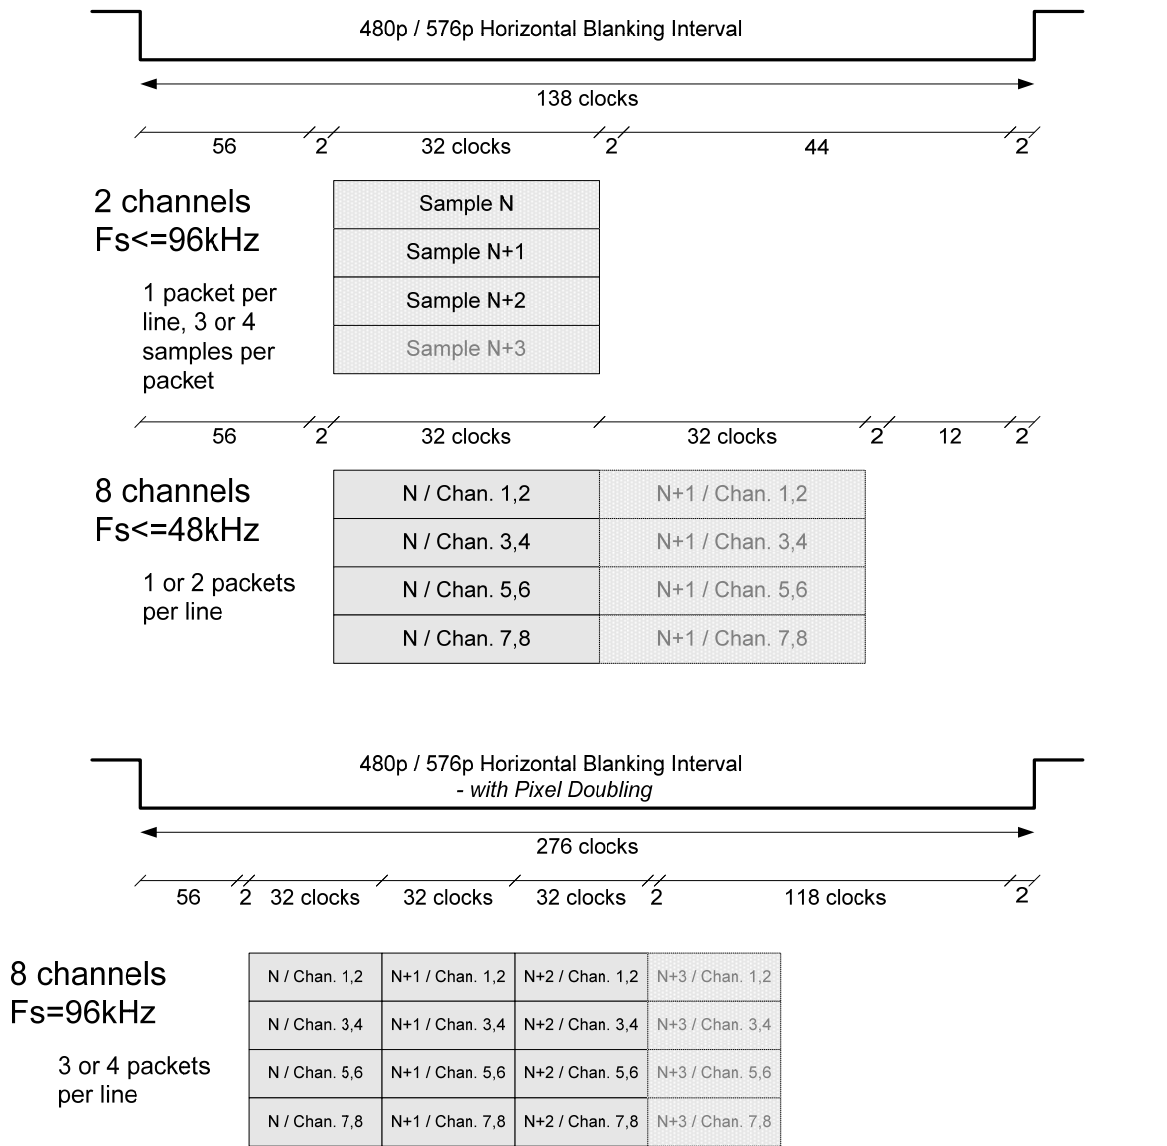 480p / 576p Horizontal Blanking Interval
138 clocks
56 2 32 clocks 2 44 2
2 channels
Fs<=96kHz
1 packet per
line, 3 or 4
samples per
packet
Sample N
Sample N+1
Sample N+2
Sample N+3
56 2 32 clocks 32 clocks 2 12 2
8 channels
Fs<=48kHz
1 or 2 packets
per line
N / Chan. 1,2 N+1 / Chan. 1,2
N / Chan. 3,4 N+1 / Chan. 3,4
N / Chan. 5,6 N+1 / Chan. 5,6
N / Chan. 7,8 N+1 / Chan. 7,8
480p / 576p Horizontal Blanking Interval
- with Pixel Doubling
276 clocks
56 2 32 clocks 32 clocks 32 clocks 2 118 clocks 2
8 channels
Fs=96kHz
3 or 4 packets
per line
N / Chan. 1,2 N+1 / Chan. 1,2 N+2 / Chan. 1,2 N+3 / Chan. 1,2
N / Chan. 3,4 N+1 / Chan. 3,4 N+2 / Chan. 3,4 N+3 / Chan. 3,4
N / Chan. 5,6 N+1 / Chan. 5,6 N+2 / Chan. 5,6 N+3 / Chan. 5,6
N / Chan. 7,8 N+1 / Chan. 7,8 N+2 / Chan. 7,8 N+3 / Chan. 7,8